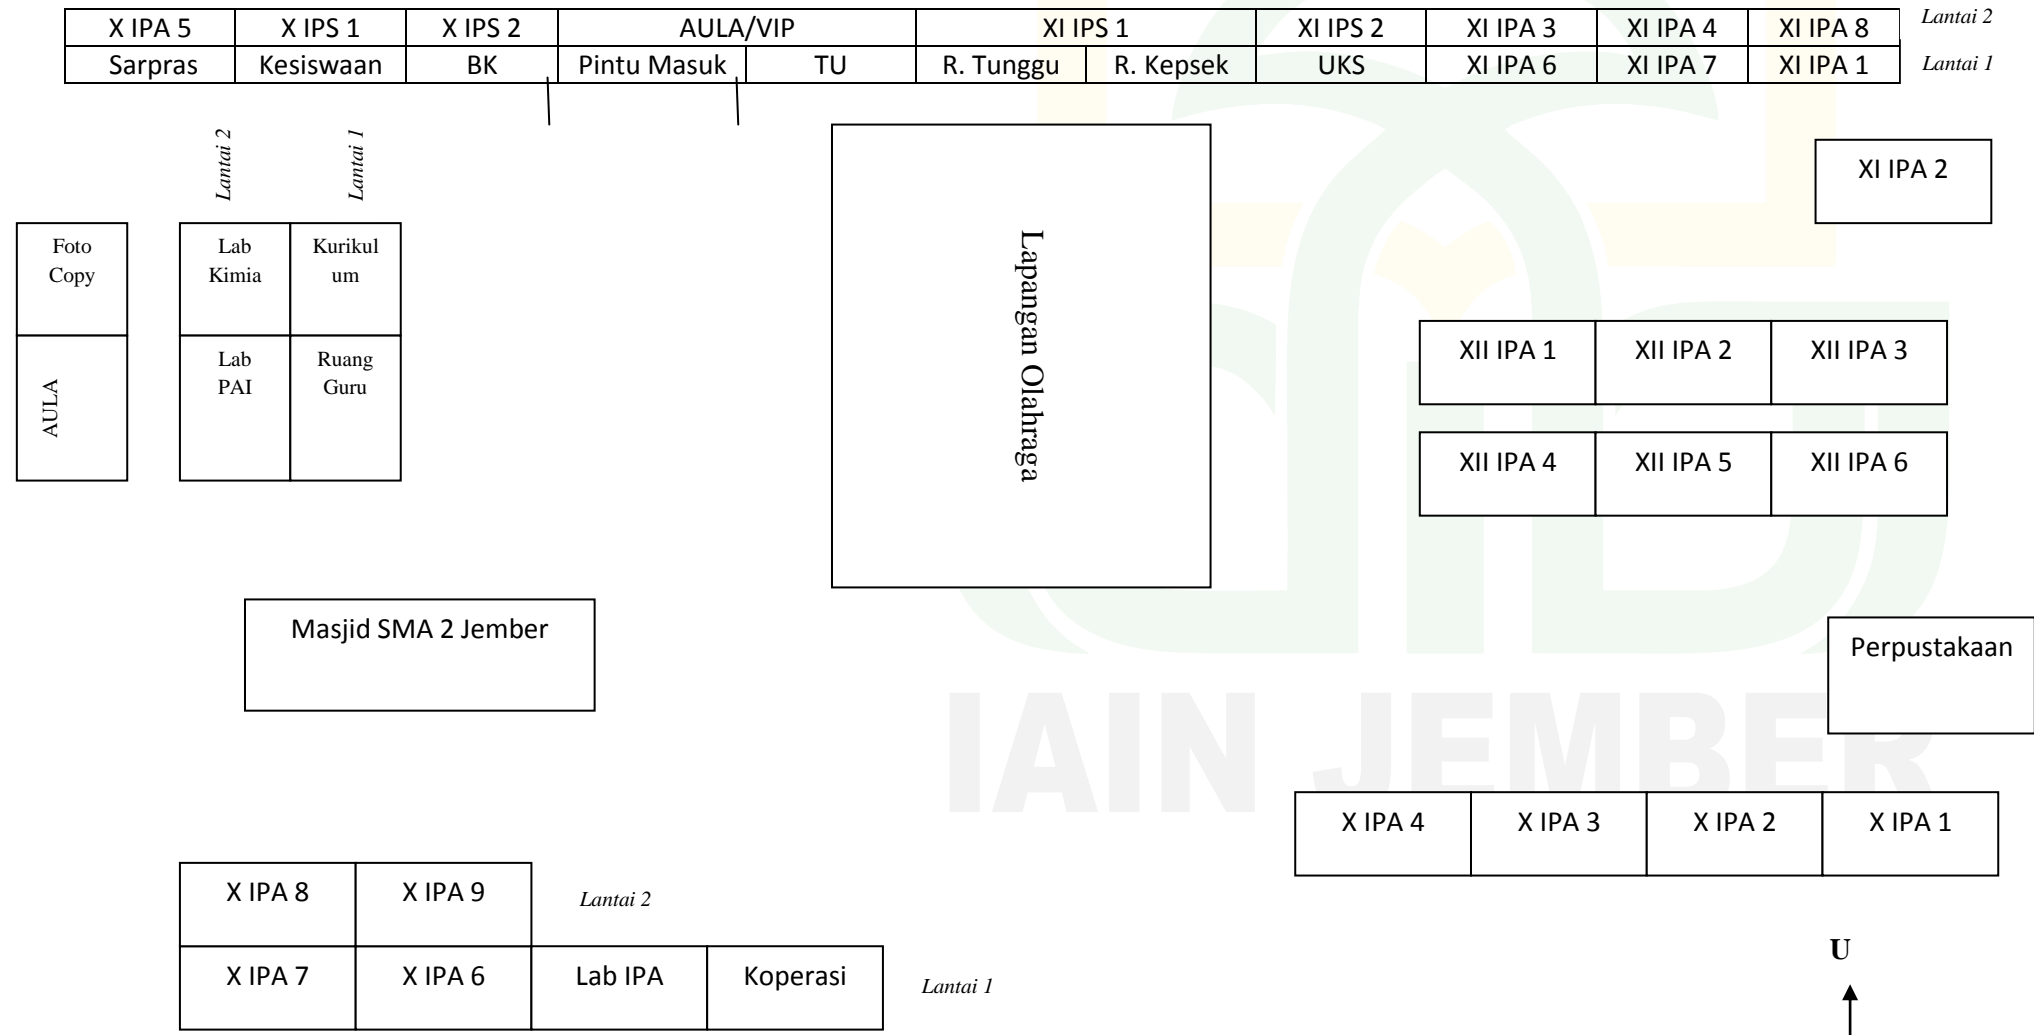 X IPA 5 X IPS 1 X IPS 2 AULA/VIP XI IPS 1 XI IPS 2 XI IPA 3 XI IPA 4 XI IPA 8 Lantai 2
Sarpras Kesiswaan BK Pintu Masuk TU R. Tunggu R. Kepsek UKS XI IPA 6 XI IPA 7 XI IPA 1 Lantai 1
Lantai 2
Lantai 1
XI IPA 2
Foto
Copy
Lab
Kimia
Kurikul
um
AULA
Lab
PAI
Ruang
Guru
Lapangan Olahraga
XII IPA 1 XII IPA 2 XII IPA 3
XII IPA 4 XII IPA 5 XII IPA 6
Masjid SMA 2 Jember
Perpustakaan
IAIN JEMBER
X IPA 4 X IPA 3 X IPA 2 X IPA 1
X IPA 8 X IPA 9 Lantai 2
X IPA 7 X IPA 6 Lab IPA Koperasi Lantai 1
U